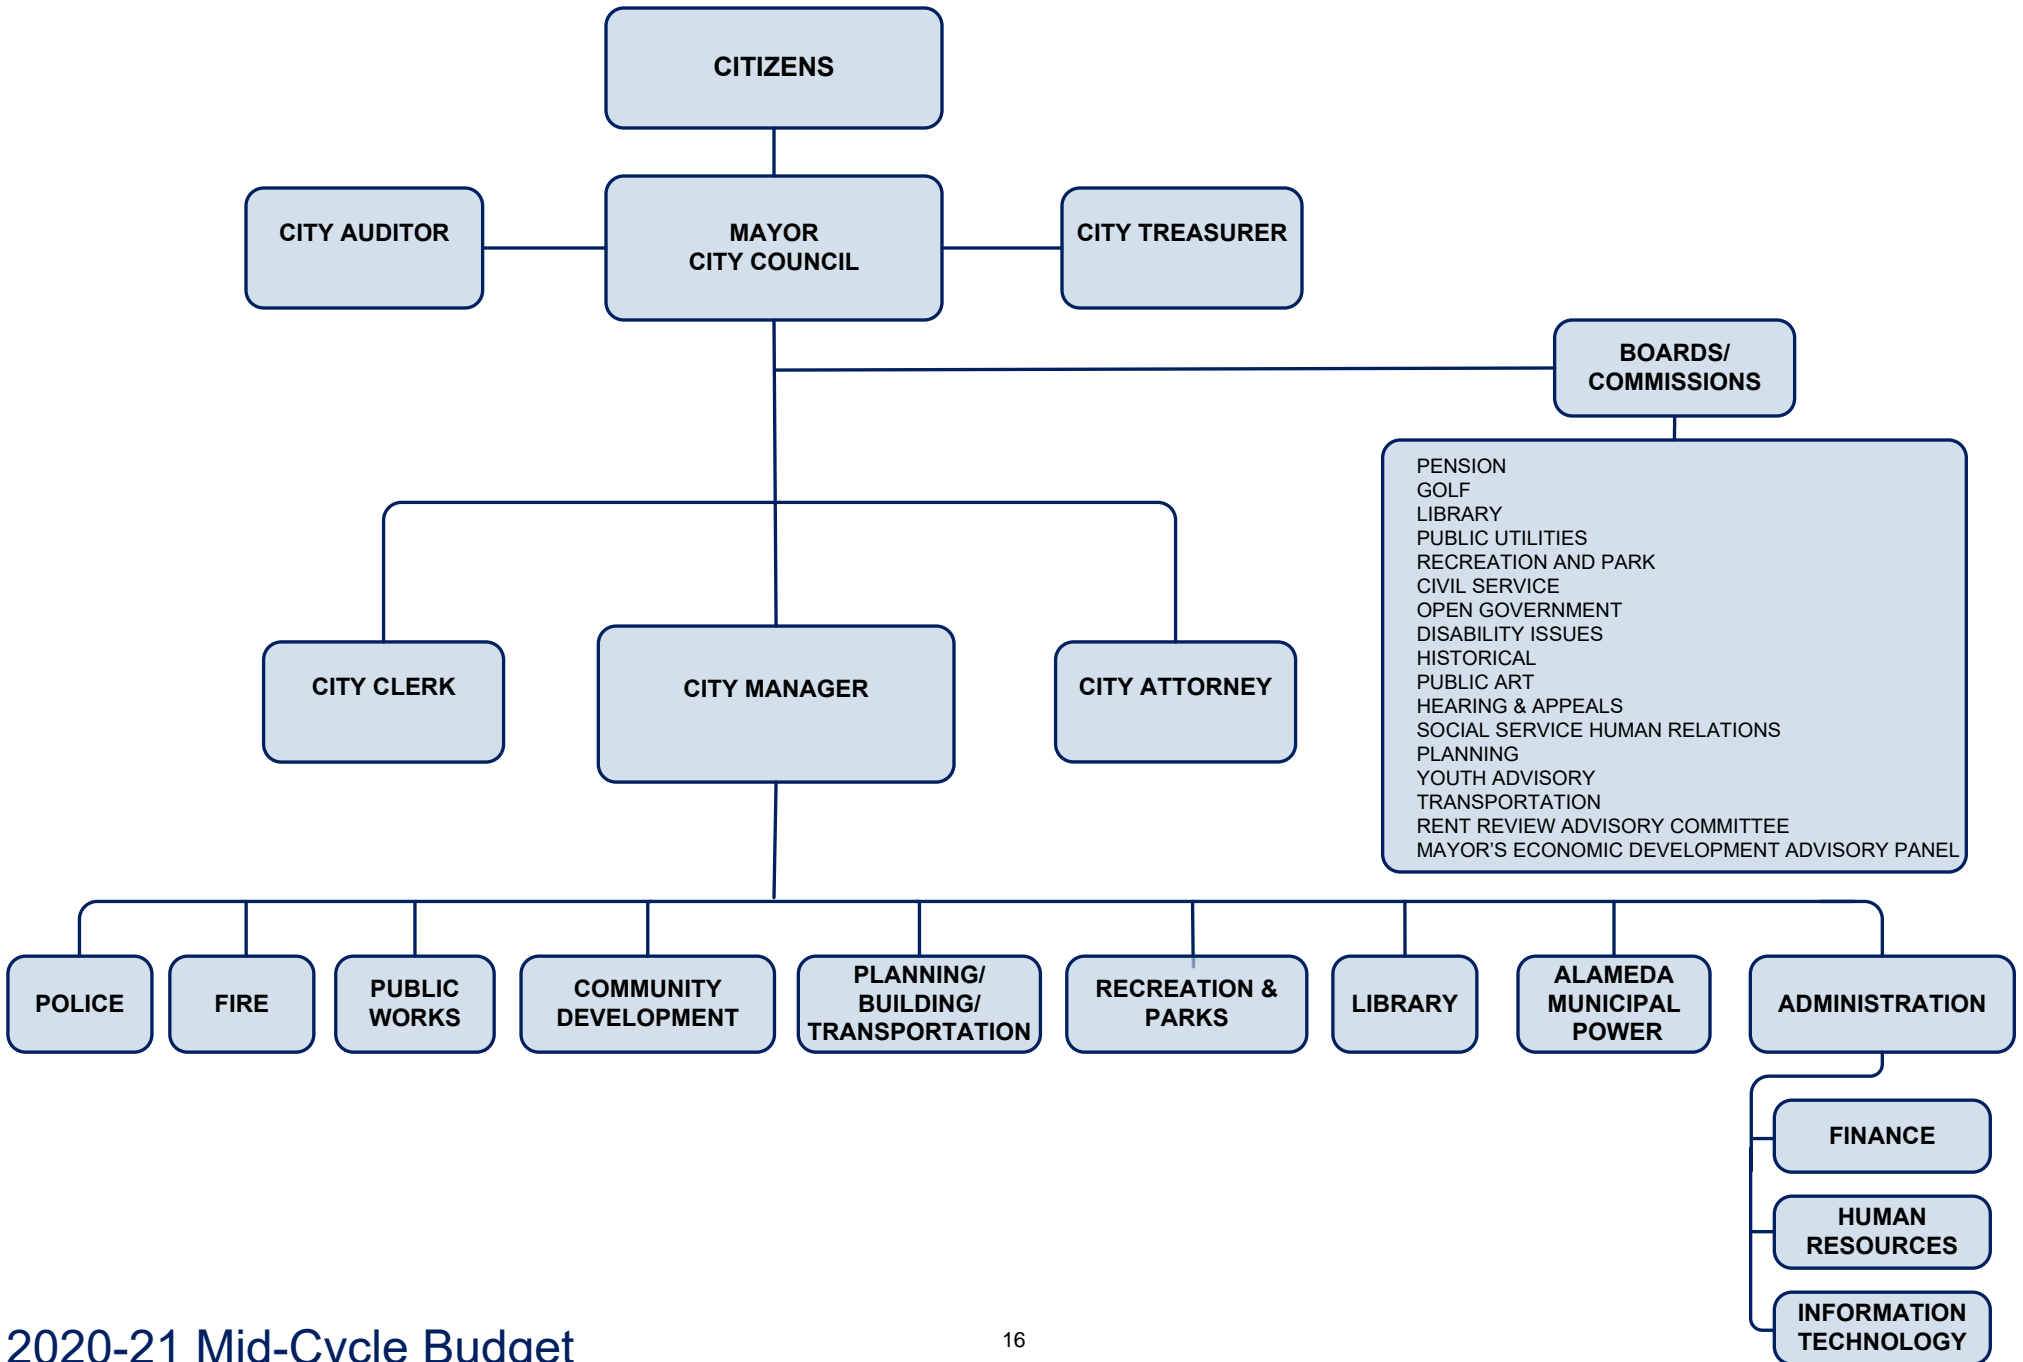 CITIZENS
CITY AUDITOR
MAYOR
CITY COUNCIL
CITY TREASURER
BOARDS/
COMMISSIONS
PENSION
GOLF
LIBRARY
PUBLIC UTILITIES
RECREATION AND PARK
CIVIL SERVICE
OPEN GOVERNMENT
DISABILITY ISSUES
HISTORICAL
PUBLIC ART
HEARING & APPEALS
SOCIAL SERVICE HUMAN RELATIONS
PLANNING
YOUTH ADVISORY
TRANSPORTATION
RENT REVIEW ADVISORY COMMITTEE
MAYOR’S ECONOMIC DEVELOPMENT ADVISORY PANEL
CITY CLERK
CITY MANAGER
CITY ATTORNEY
POLICE
FIRE
PUBLIC
WORKS
COMMUNITY
DEVELOPMENT
PLANNING/
BUILDING/
TRANSPORTATION
RECREATION &
PARKS
LIBRARY
ALAMEDA
MUNICIPAL
POWER
ADMINISTRATION
FINANCE
HUMAN
RESOURCES
INFORMATION
TECHNOLOGY
2020-21 Mid-Cycle Budget
16